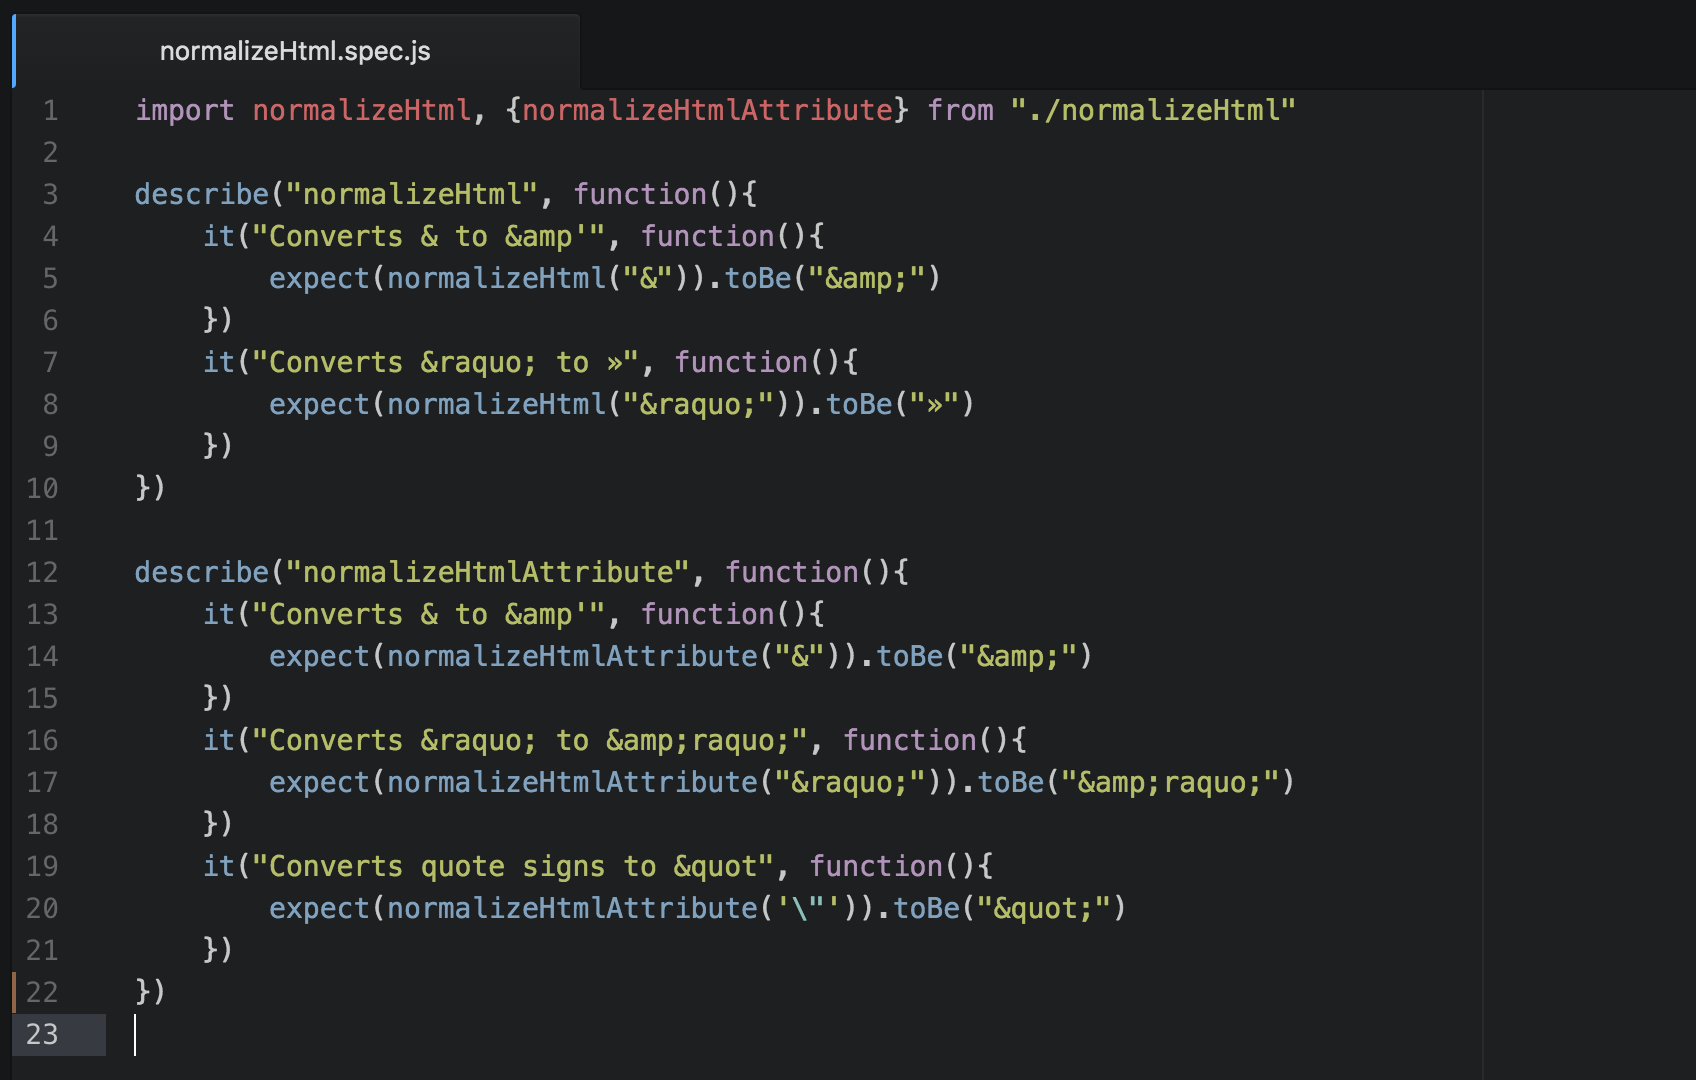 normalizeHtml.spec.js
1 import normalizeHtml, {normalizeHtmlAttribute} from "./normalizeHtml"
2
3 describe("normalizeHtml", function(){
4     it("Converts & to &amp'", function(){
5         expect(normalizeHtml("&")).toBe("&amp;")
6     })
7     it("Converts &raquo; to »", function(){
8         expect(normalizeHtml("&raquo;")).toBe("»")
9     })
10 })
11
12 describe("normalizeHtmlAttribute", function(){
13     it("Converts & to &amp'", function(){
14         expect(normalizeHtmlAttribute("&")).toBe("&amp;")
15     })
16     it("Converts &raquo; to &amp;raquo;", function(){
17         expect(normalizeHtmlAttribute("&raquo;")).toBe("&amp;raquo;")
18     })
19     it("Converts quote signs to &quot", function(){
20         expect(normalizeHtmlAttribute('\"')).toBe("&quot;")
21     })
22 })
23